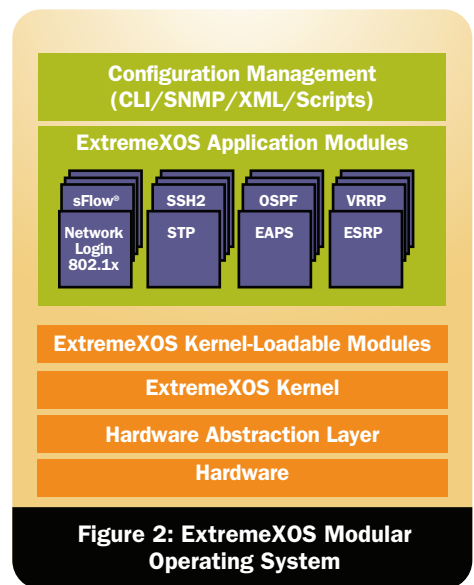 Configuration Management
(CLI/SNMP/XML/Scripts)
ExtremeXOS Application Modules
sFlow®
Network
Login
802.1x
SSH2
STP
OSPF
EAPS
VRRP
ESRP
ExtremeXOS Kernel-Loadable Modules
ExtremeXOS Kernel
Hardware Abstraction Layer
Hardware
Figure 2: ExtremeXOS Modular
Operating System